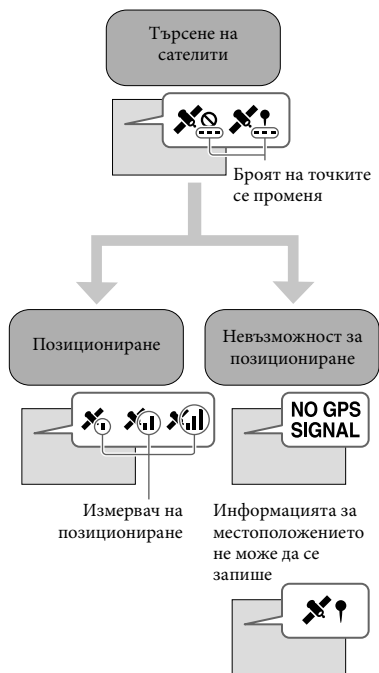 Търсене на
сателити
Броят на точките
се променя
Позициониране
Невъзможност за
позициониране
NO GPS
SIGNAL
Измервач на
позициониране
Информацията за
местоположението
не може да се
запише